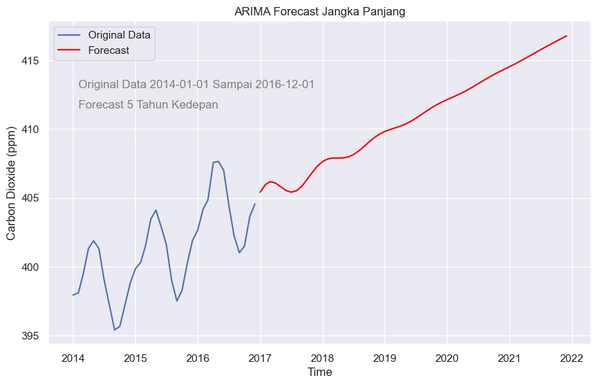 ARIMA Forecast Jangka Panjang
Original Data
Forecast
Original Data 2014-01-01 Sampai 2016-12-01
Forecast 5 Tahun Kedepan
Carbon Dioxide (ppm)
415
410
405
400
395
2014 2015 2016 2017 2018 2019 2020 2021 2022
Time